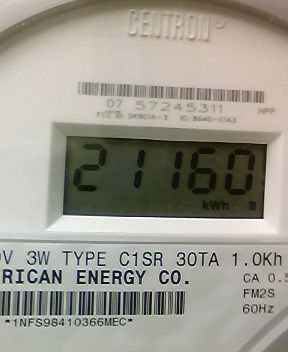 CENTRON®
07 57245311
HPP
21160
kWh
V 3W TYPE C1SR 30TA 1.0Kh
RICAN ENERGY CO.
CA 0.5
FM2S
60Hz
*1NFS98410366MEC*